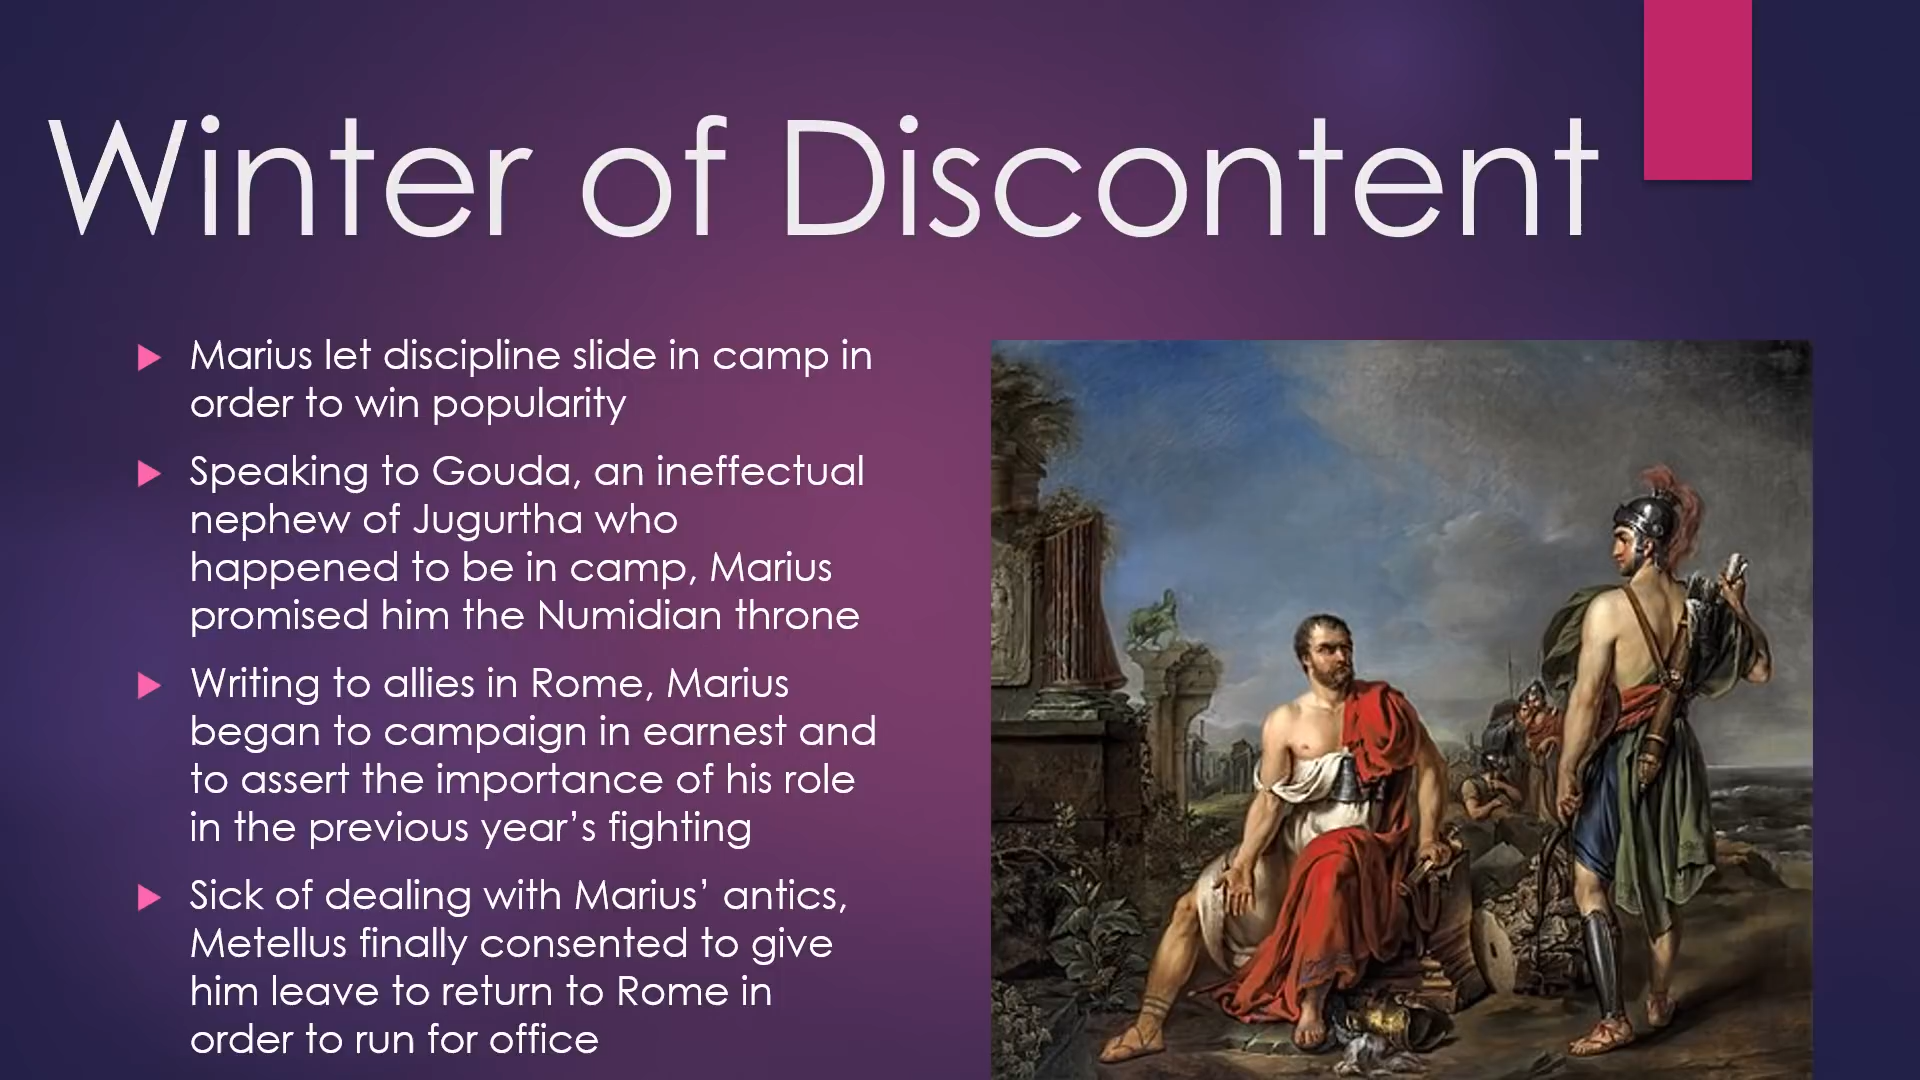 Winter of Discontent
Marius let discipline slide in camp in
order to win popularity
Speaking to Gouda, an ineffectual
nephew of Jugurtha who
happened to be in camp, Marius
promised him the Numidian throne
Writing to allies in Rome, Marius
began to campaign in earnest and
to assert the importance of his role
in the previous year’s fighting
Sick of dealing with Marius’ antics,
Metellus finally consented to give
him leave to return to Rome in
order to run for office